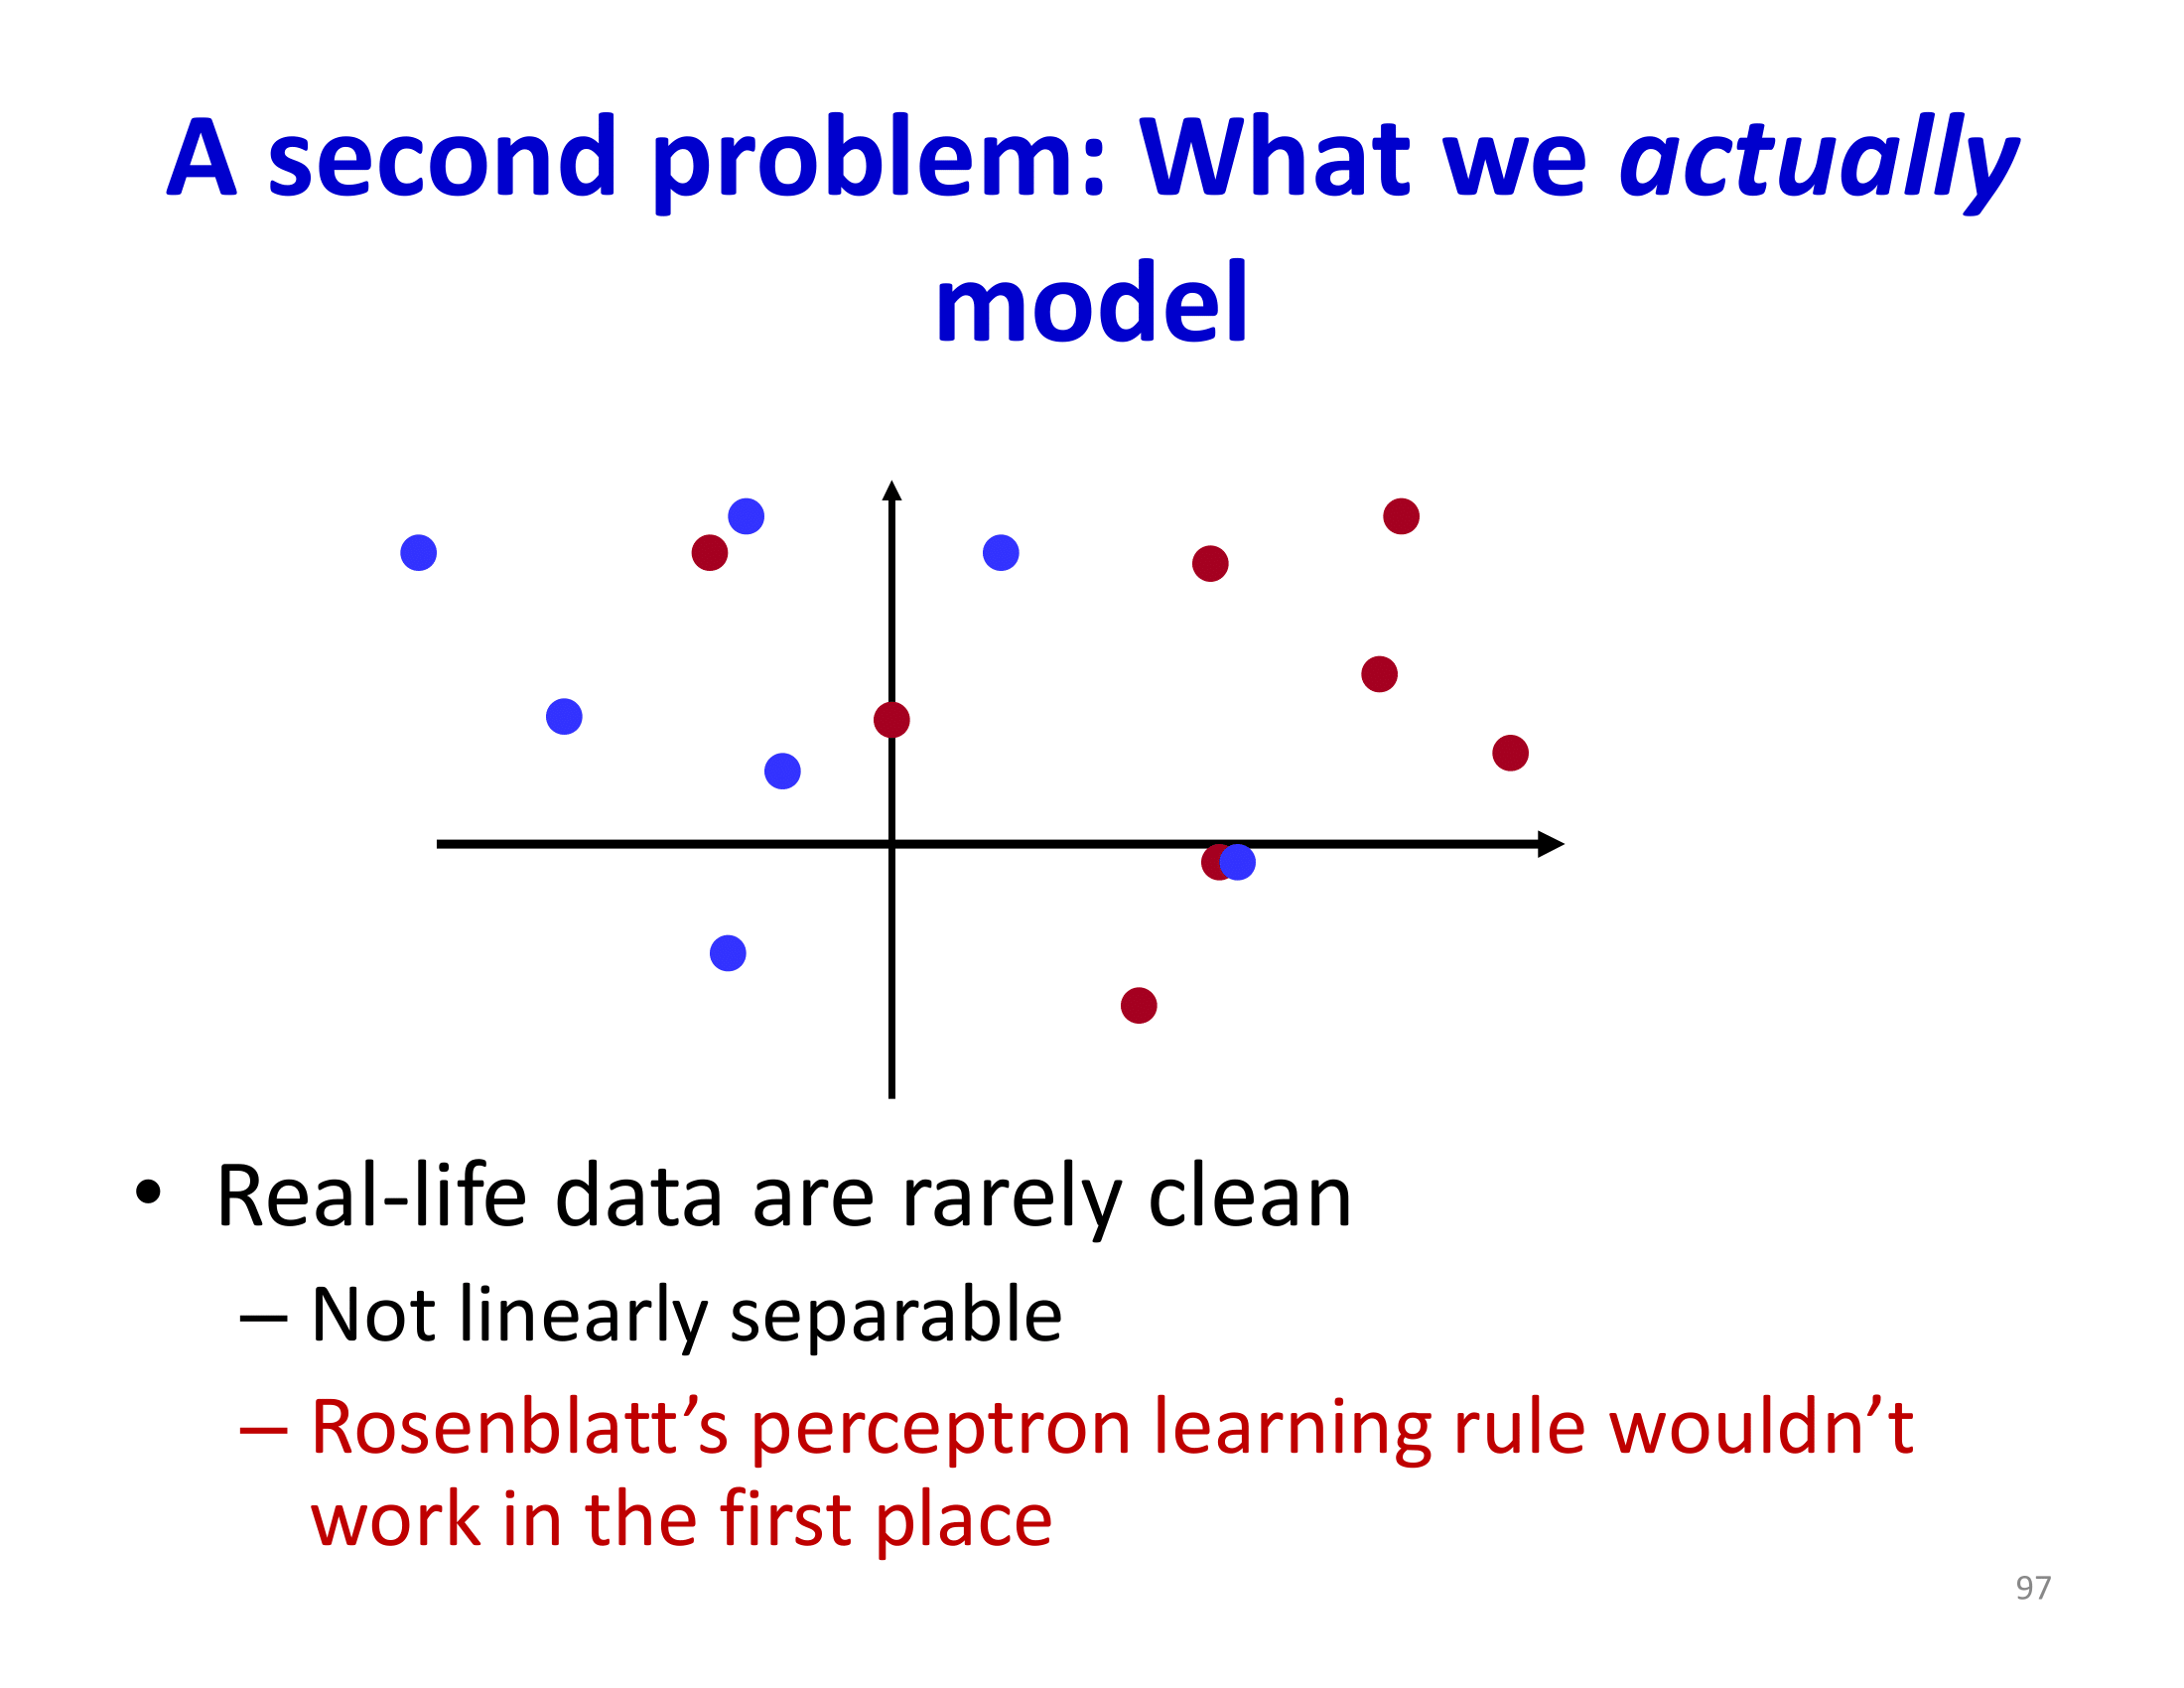 A second problem: What we actually
model
• Real-life data are rarely clean
– Not linearly separable
– Rosenblatt’s perceptron learning rule wouldn’t
work in the first place
97